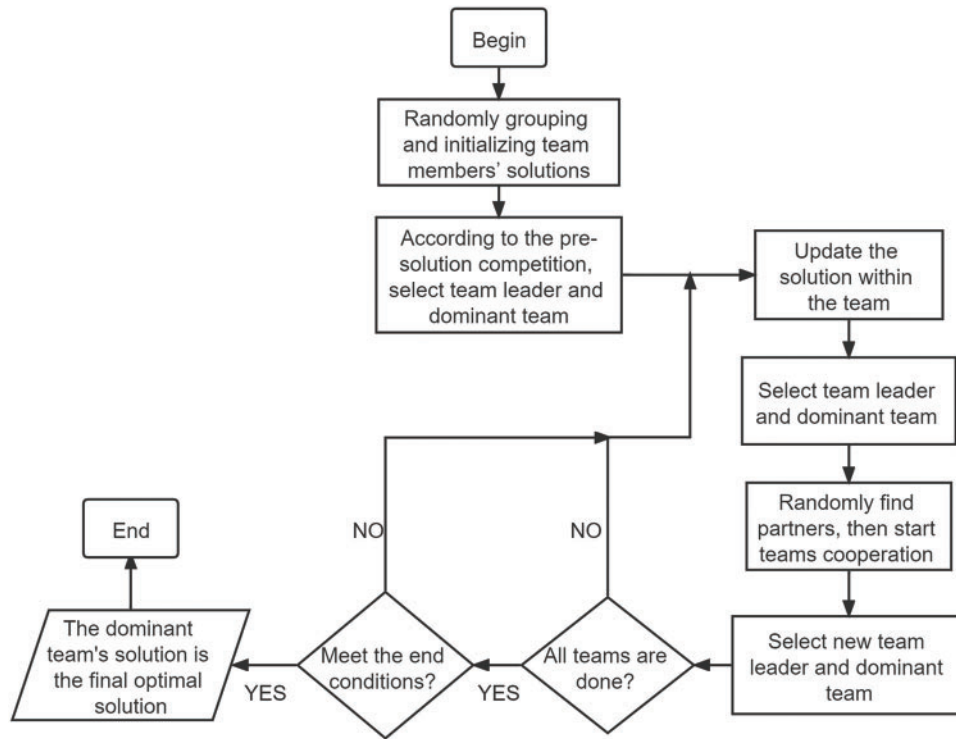 Begin
Randomly grouping
and initializing team
members' solutions
According to the pre-
solution competition,
select team leader and
dominant team
Update the
solution within
the team
Select team leader
and dominant team
Randomly find
partners, then start
teams cooperation
Select new team
leader and dominant
team
All teams are
done?
NO
YES
Meet the end
conditions?
NO
YES
The dominant
team's solution is
the final optimal
solution
End